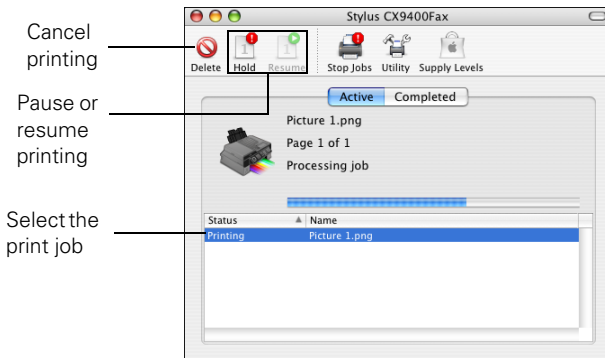 Stylus CX9400Fax
Cancel
printing
Delete Hold Resume Stop Jobs Utility Supply Levels
Pause or
resume
printing
Active Completed
Picture 1.png
Page 1 of 1
Processing job
Select the
print job
Status Name
Printing Picture 1.png